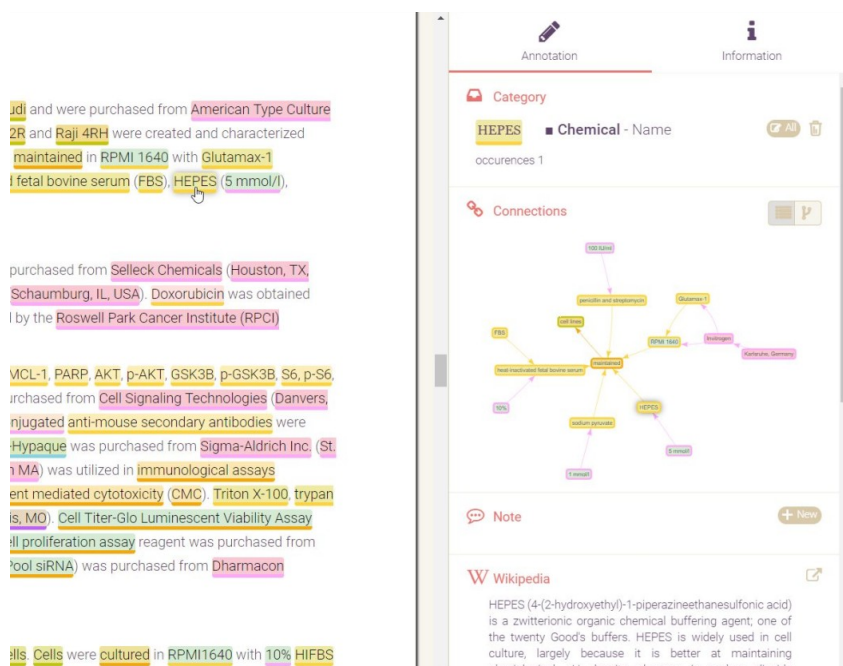 udi and were purchased from American Type Culture
2R and Raji 4RH were created and characterized
maintained in RPMI 1640 with Glutamax-1
fetal bovine serum (FBS), HEPES (5 mmol/l),
purchased from Selleck Chemicals (Houston, TX,
Schaumburg, IL, USA). Doxorubicin was obtained
by the Roswell Park Cancer Institute (RPCI)
MCL-1, PARP, AKT, p-AKT, GSK3B, p-GSK3B, S6, p-S6,
urchased from Cell Signaling Technologies (Danvers,
njugated anti-mouse secondary antibodies were
-Hypaque was purchased from Sigma-Aldrich Inc. (St.
MA) was utilized in immunological assays
ent mediated cytotoxicity (CMC). Triton X-100, trypan
is, MO). Cell Titer-Glo Luminescent Viability Assay
ell proliferation assay reagent was purchased from
Pool siRNA) was purchased from Dharmacon
ells. Cells were cultured in RPMI1640 with 10% HIFBS
Annotation
Information
Category
HEPES ■ Chemical - Name
All
occurences 1
Connections
penicillin and streptomycin
Glutamax-1
cell lines
FBS
RPMI 1640
Invitrogen
Karlsruhe, Germany
maintained
heat-inactivated fetal bovine serum
10%
HEPES
sodium pyruvate
5 mmol/l
1 mmol/l
Note
+ New
W Wikipedia
HEPES (4-(2-hydroxyethyl)-1-piperazineethanesulfonic acid)
is a zwitterionic organic chemical buffering agent; one of
the twenty Good's buffers. HEPES is widely used in cell
culture, largely because it is better at maintaining